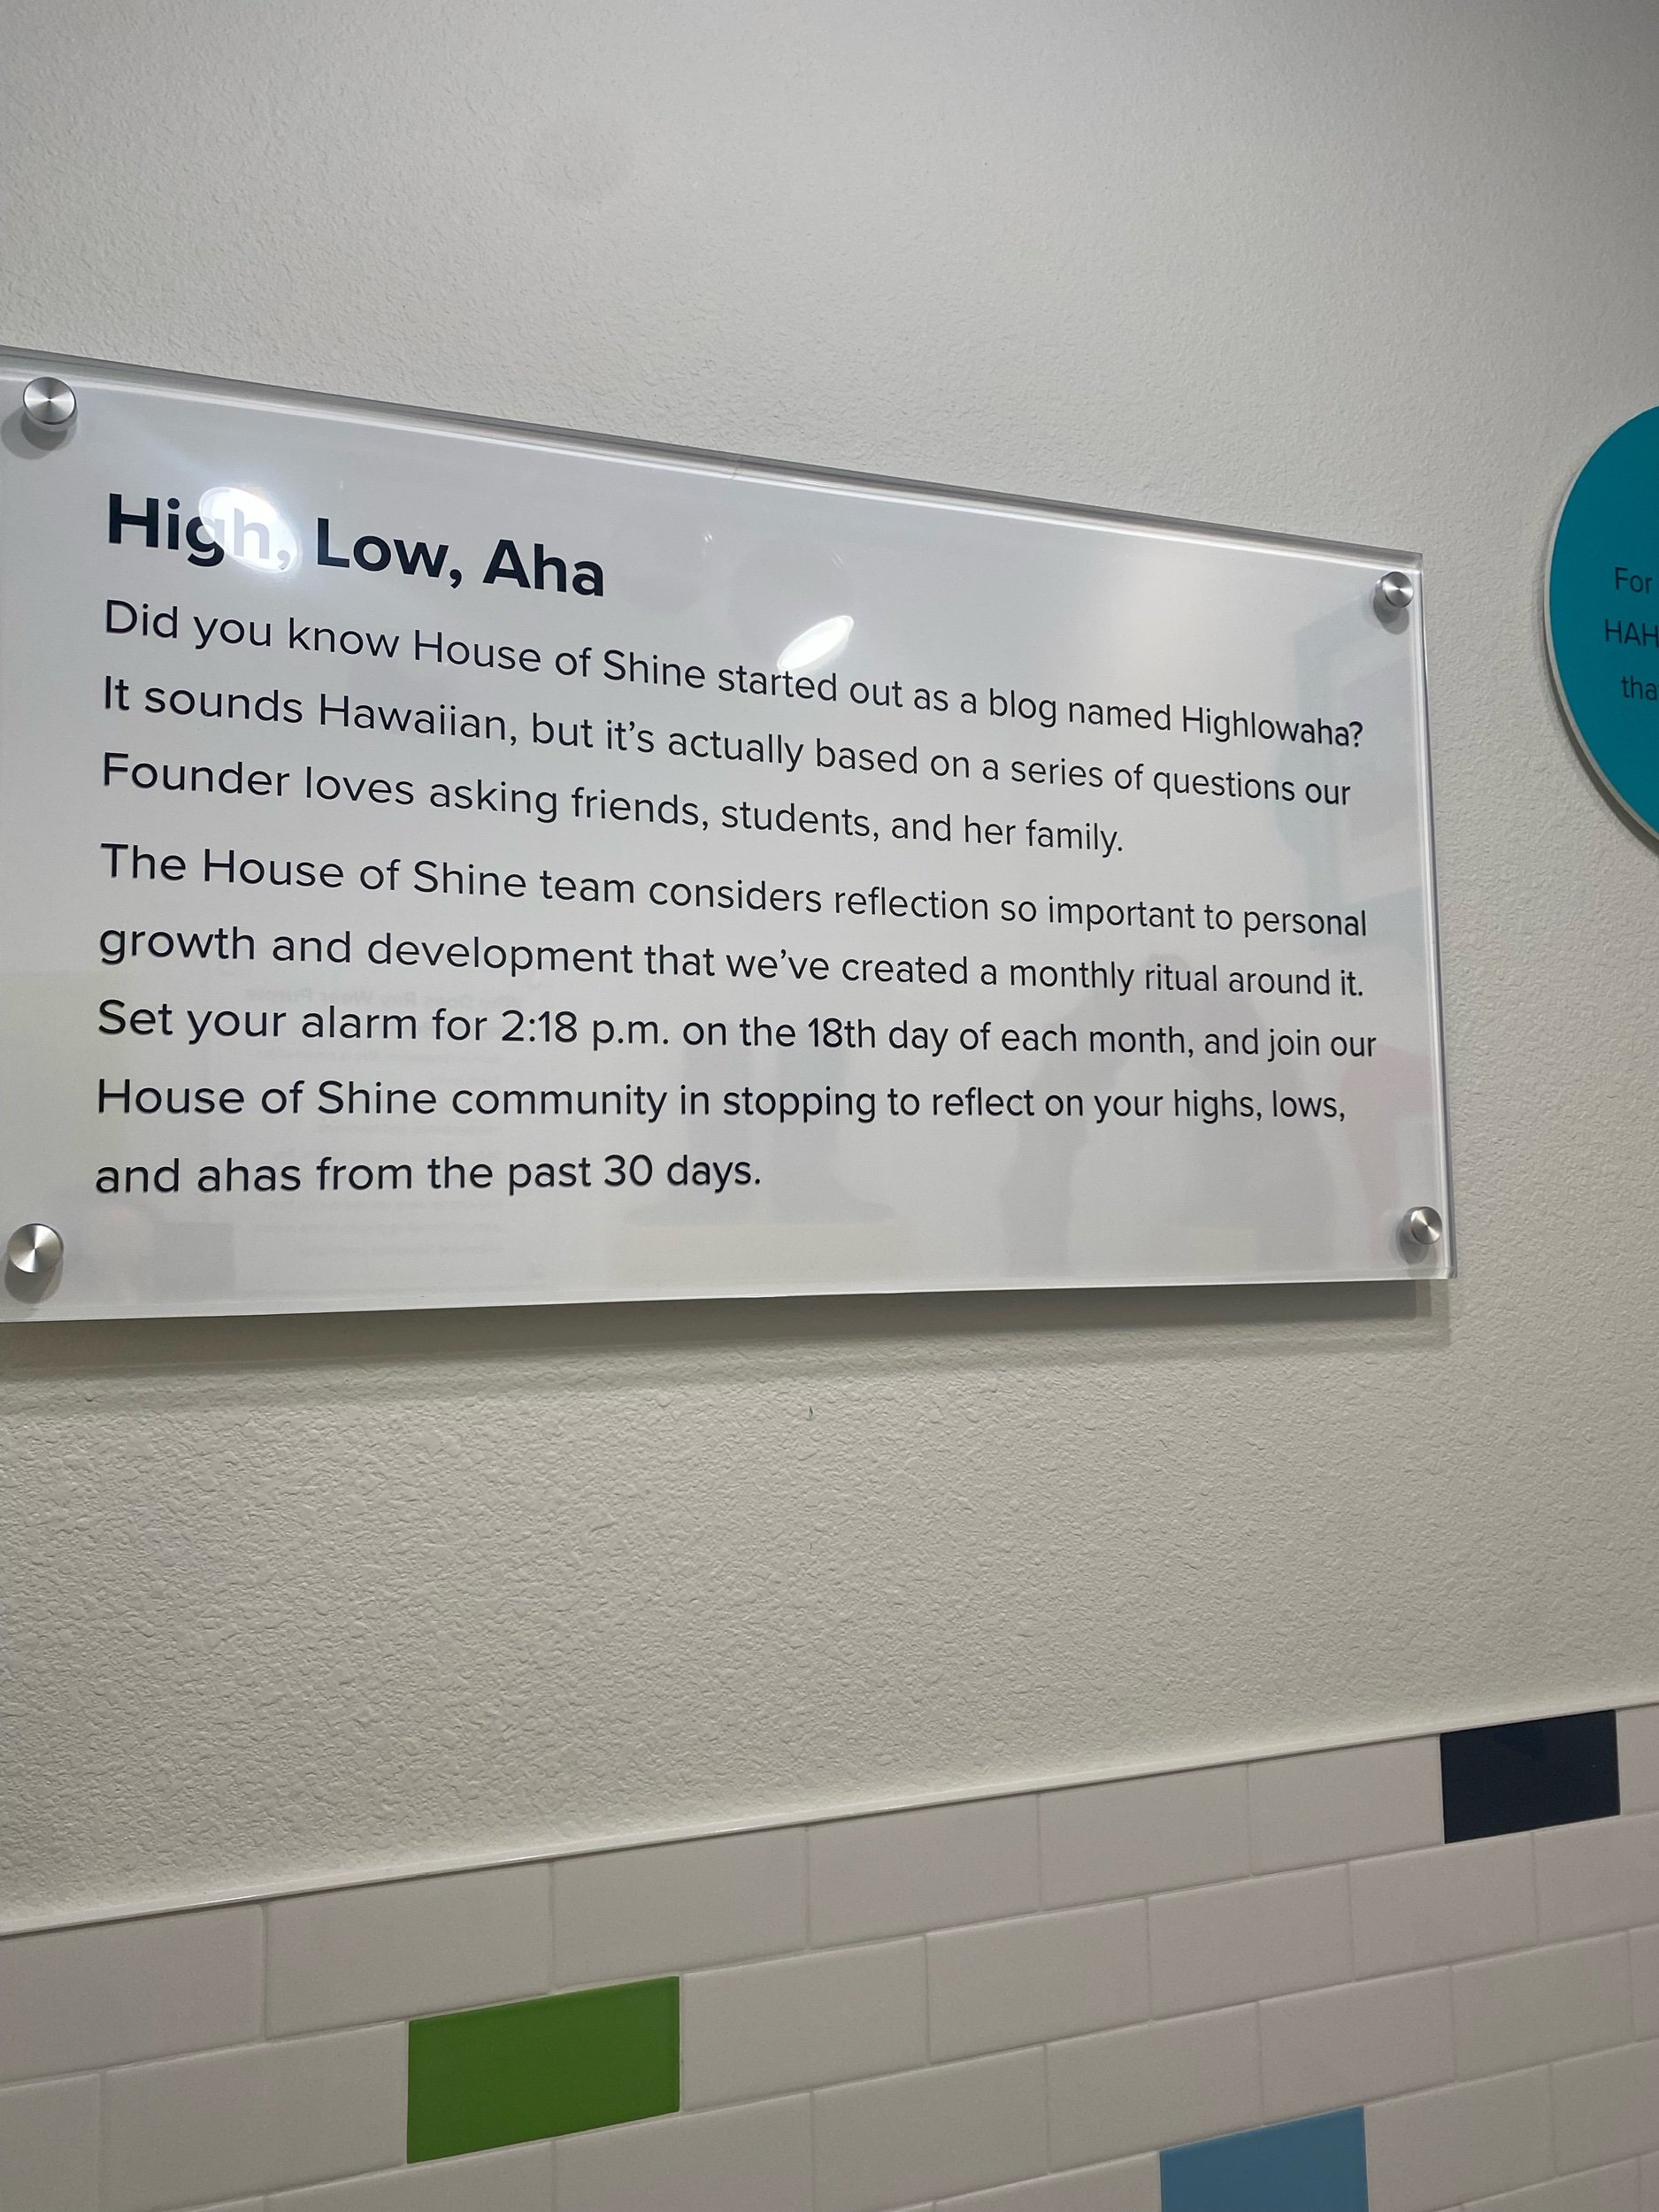 High, Low, Aha
Did you know House of Shine started out as a blog named Highlowaha?
It sounds Hawaiian, but it’s actually based on a series of questions our
Founder loves asking friends, students, and her family.
The House of Shine team considers reflection so important to personal
growth and development that we’ve created a monthly ritual around it.
Set your alarm for 2:18 p.m. on the 18th day of each month, and join our
House of Shine community in stopping to reflect on your highs, lows,
and ahas from the past 30 days.
For